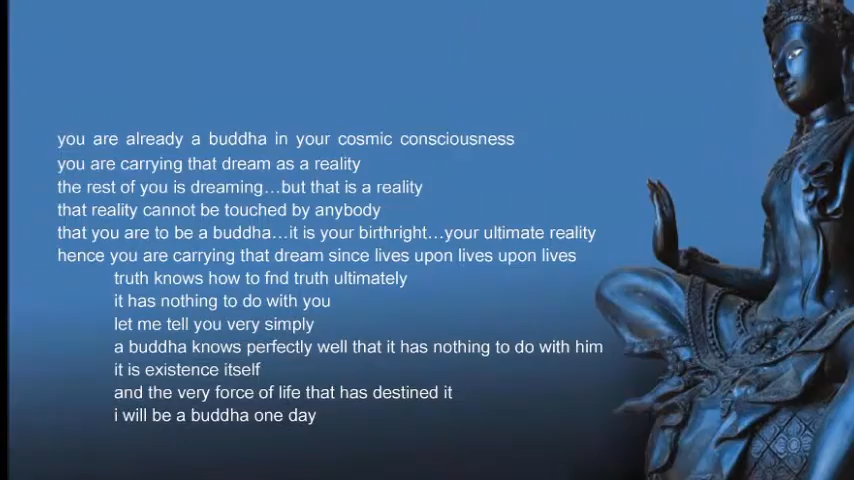 you are already a buddha in your cosmic consciousness
you are carrying that dream as a reality
the rest of you is dreaming...but that is a reality
that reality cannot be touched by anybody
that you are to be a buddha...it is your birthright...your ultimate reality
hence you are carrying that dream since lives upon lives upon lives
truth knows how to fnd truth ultimately
it has nothing to do with you
let me tell you very simply
a buddha knows perfectly well that it has nothing to do with him
it is existence itself
and the very force of life that has destined it
i will be a buddha one day